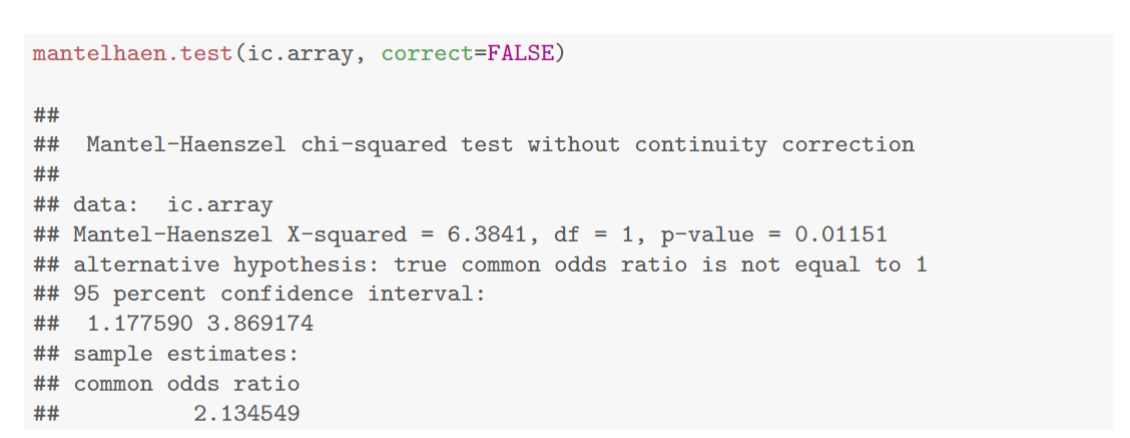 mantelhaen.test(ic.array, correct=FALSE)
##
##  Mantel-Haenszel chi-squared test without continuity correction
##
## data:  ic.array
## Mantel-Haenszel X-squared = 6.3841, df = 1, p-value = 0.01151
## alternative hypothesis: true common odds ratio is not equal to 1
## 95 percent confidence interval:
##  1.177590 3.869174
## sample estimates:
## common odds ratio
##          2.134549